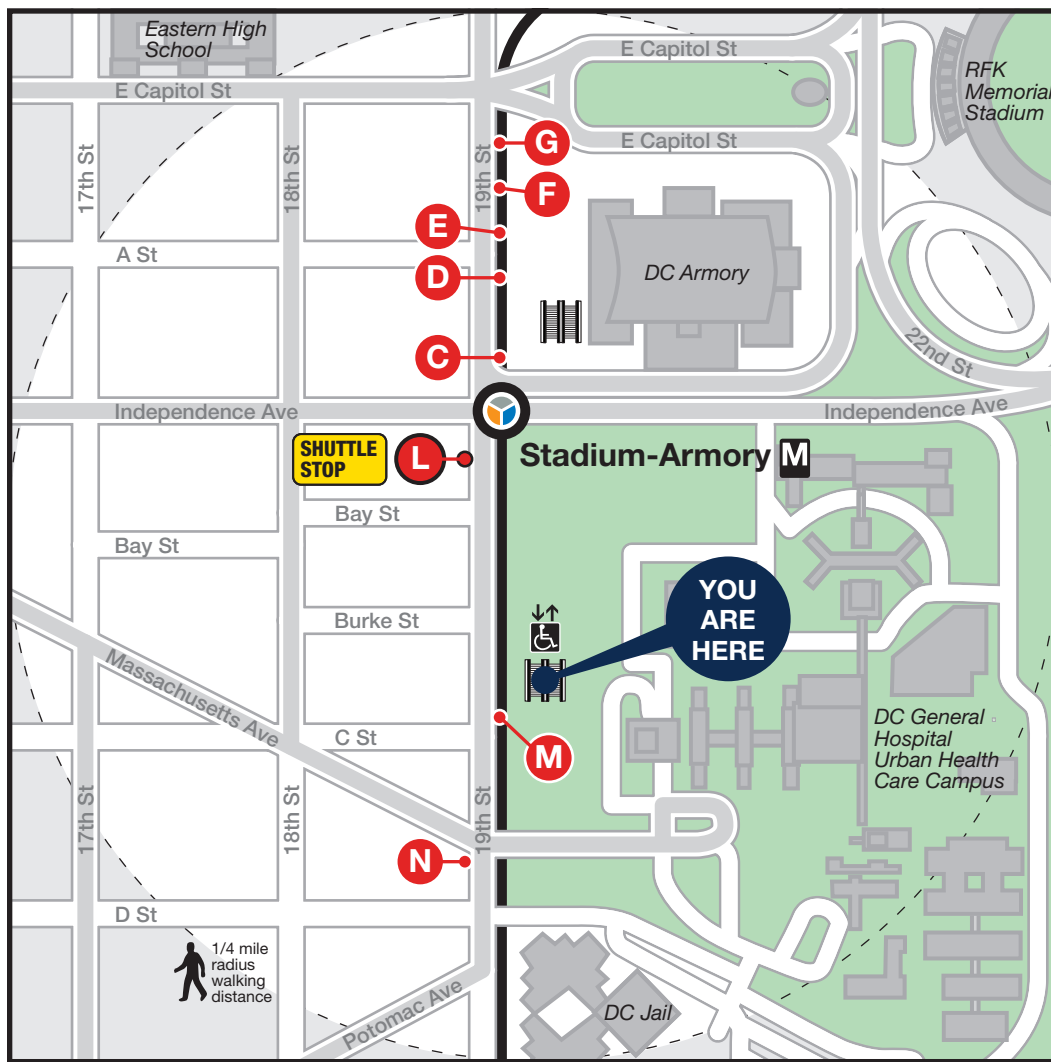 Eastern High
School
E Capitol St
E Capitol St
RFK
Memorial
Stadium
G
E Capitol St
17th St
18th St
19th St
F
E
A St
D
DC Armory
C
22nd St
Independence Ave
Independence Ave
SHUTTLE
STOP
L
Stadium-Armory M
Bay St
Bay St
YOU
ARE
HERE
Burke St
Massachusetts Ave
C St
M
DC General
Hospital
Urban Health
Care Campus
17th St
18th St
19th St
N
D St
1/4 mile
radius
walking
distance
Potomac Ave
DC Jail